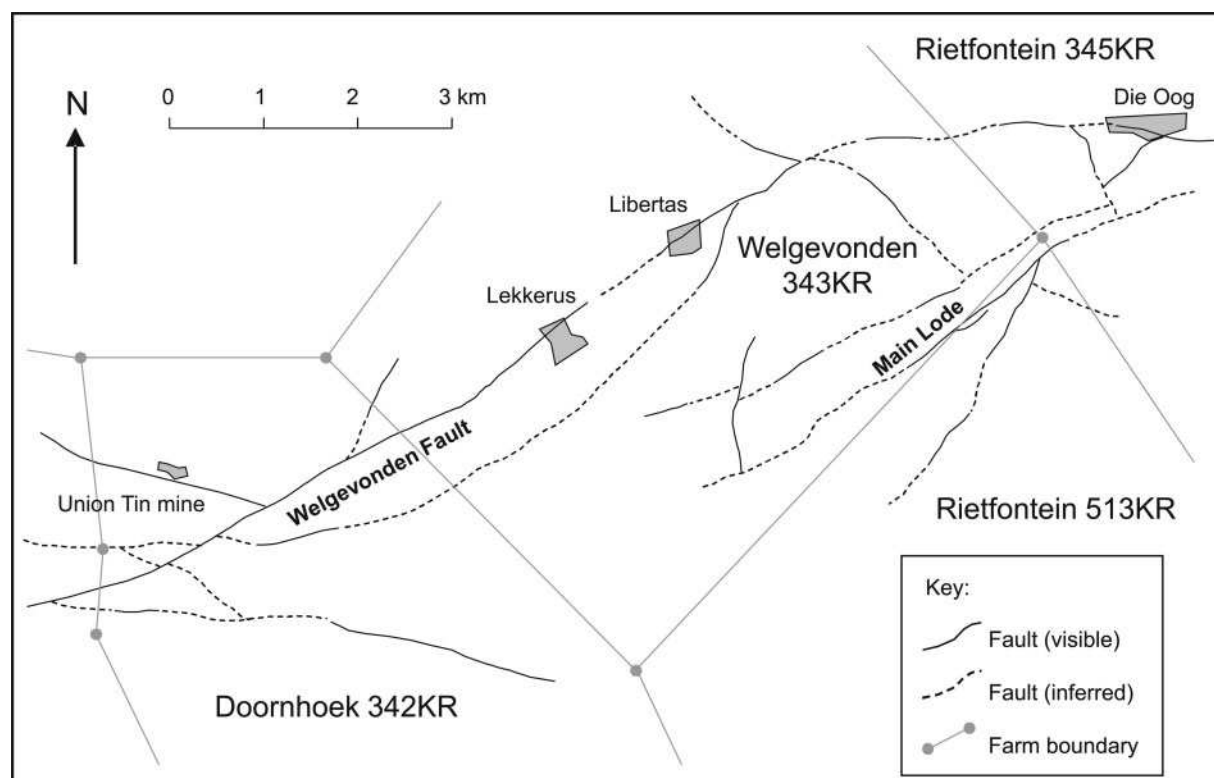 Rietfontein 345KR
Die Oog
N
0 1 2 3 km
Libertas
Welgevonden
343KR
Lekkerus
Main Lode
Welgevonden Fault
Union Tin mine
Rietfontein 513KR
Doornhoek 342KR
Key:
Fault (visible)
Fault (inferred)
Farm boundary